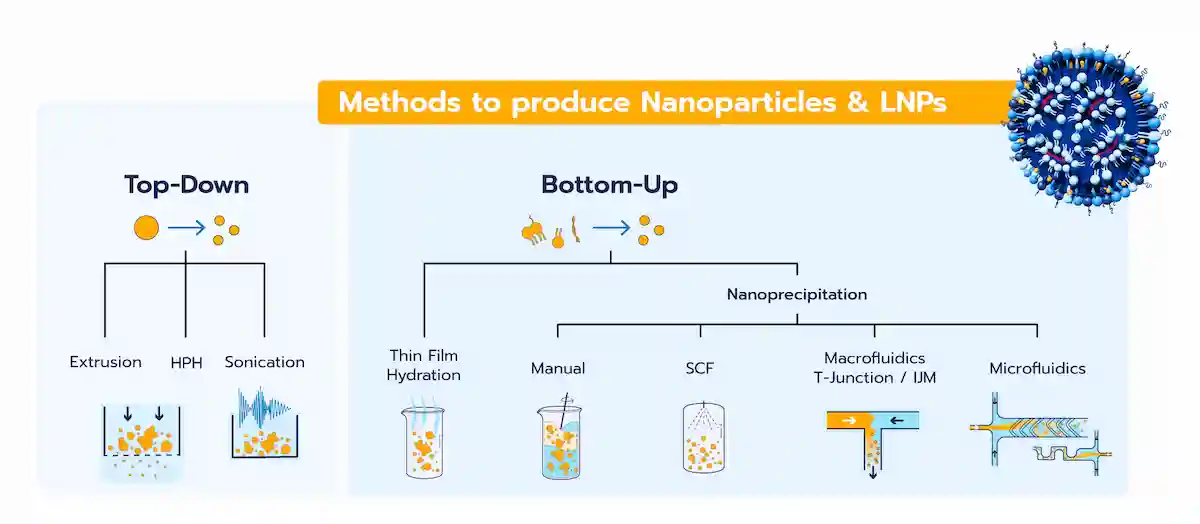 Methods to produce Nanoparticles & LNPs
Top-Down
Extrusion
HPH
Sonication
Bottom-Up
Nanoprecipitation
Thin Film
Hydration
Manual
SCF
Macrofluidics
T-Junction / IJM
Microfluidics